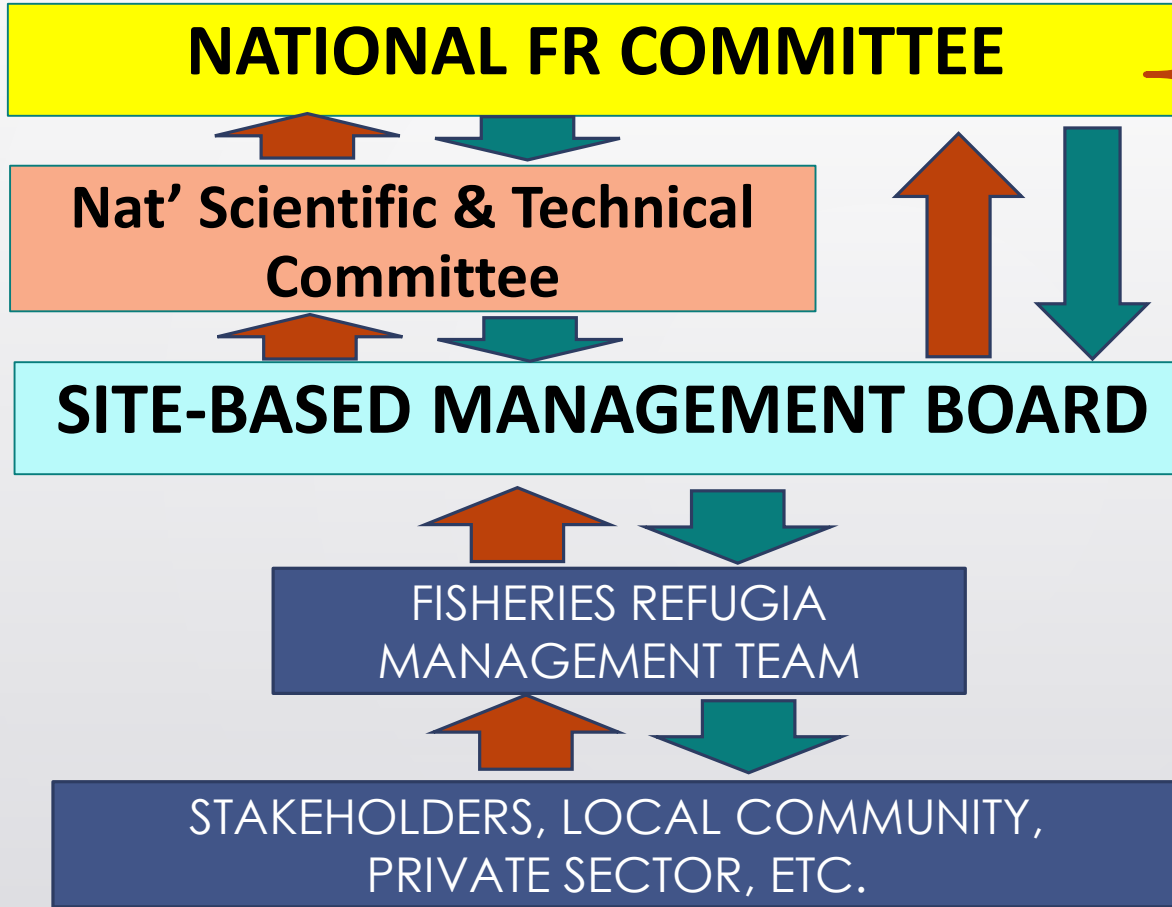 NATIONAL FR COMMITTEE
Nat’ Scientific & Technical
Committee
SITE-BASED MANAGEMENT BOARD
FISHERIES REFUGIA
MANAGEMENT TEAM
STAKEHOLDERS, LOCAL COMMUNITY,
PRIVATE SECTOR, ETC.